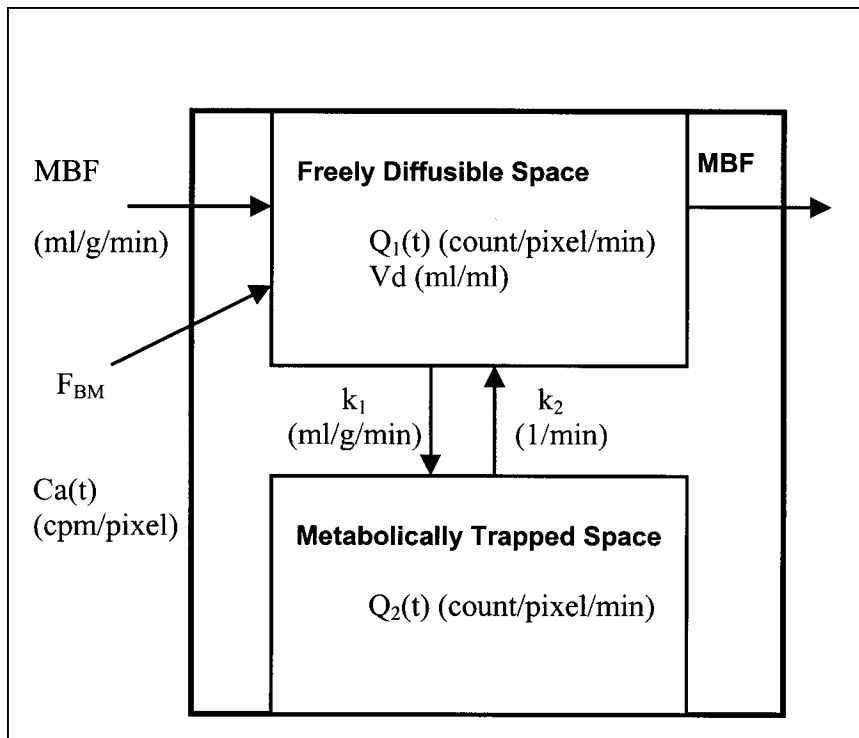 MBF
(ml/g/min)
F_BM
Ca(t)
(cpm/pixel)
Freely Diffusible Space
Q₁(t) (count/pixel/min)
Vd (ml/ml)
MBF
k₁
(ml/g/min)
k₂
(1/min)
Metabolically Trapped Space
Q₂(t) (count/pixel/min)